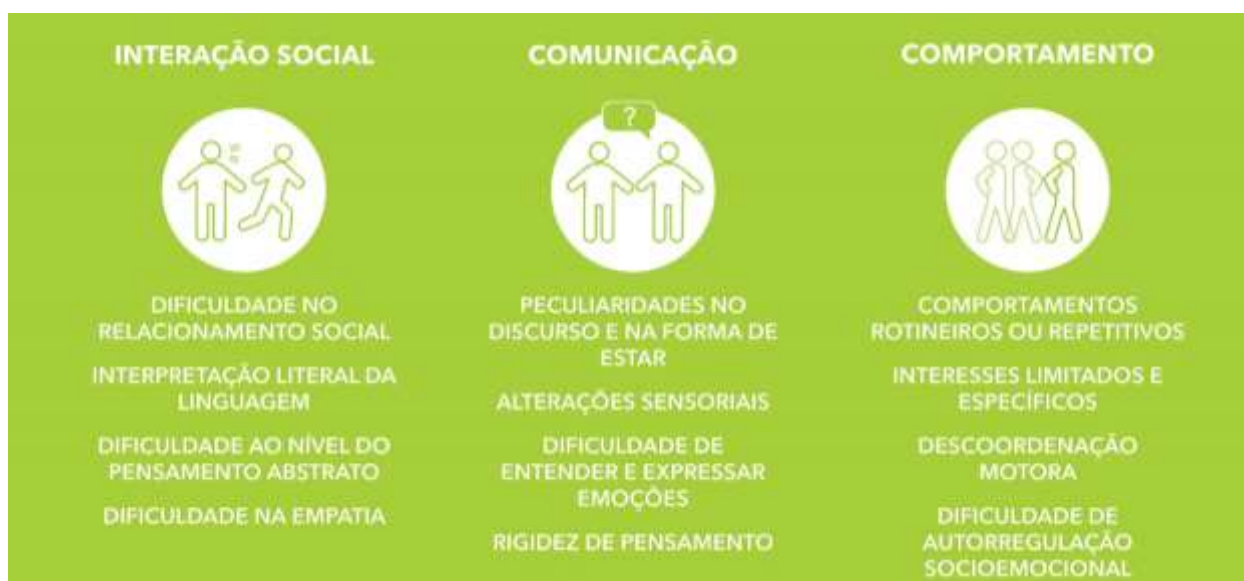 INTERAÇÃO SOCIAL
DIFICULDADE NO
RELACIONAMENTO SOCIAL
INTERPRETAÇÃO LITERAL DA
LINGUAGEM
DIFICULDADE AO NÍVEL DO
PENSAMENTO ABSTRATO
DIFICULDADE NA EMPATIA
COMUNICAÇÃO
?
PECULIARIDADES NO
DISCURSO E NA FORMA DE
ESTAR
ALTERAÇÕES SENSORIAIS
DIFICULDADE DE
ENTENDER E EXPRESSAR
EMOÇÕES
RIGIDEZ DE PENSAMENTO
COMPORTAMENTO
COMPORTAMENTOS
ROTINEIROS OU REPETITIVOS
INTERESSES LIMITADOS E
ESPECÍFICOS
DESCOORDENAÇÃO
MOTORA
DIFICULDADE DE
AUTORREGULAÇÃO
SOCIOEMOCIONAL